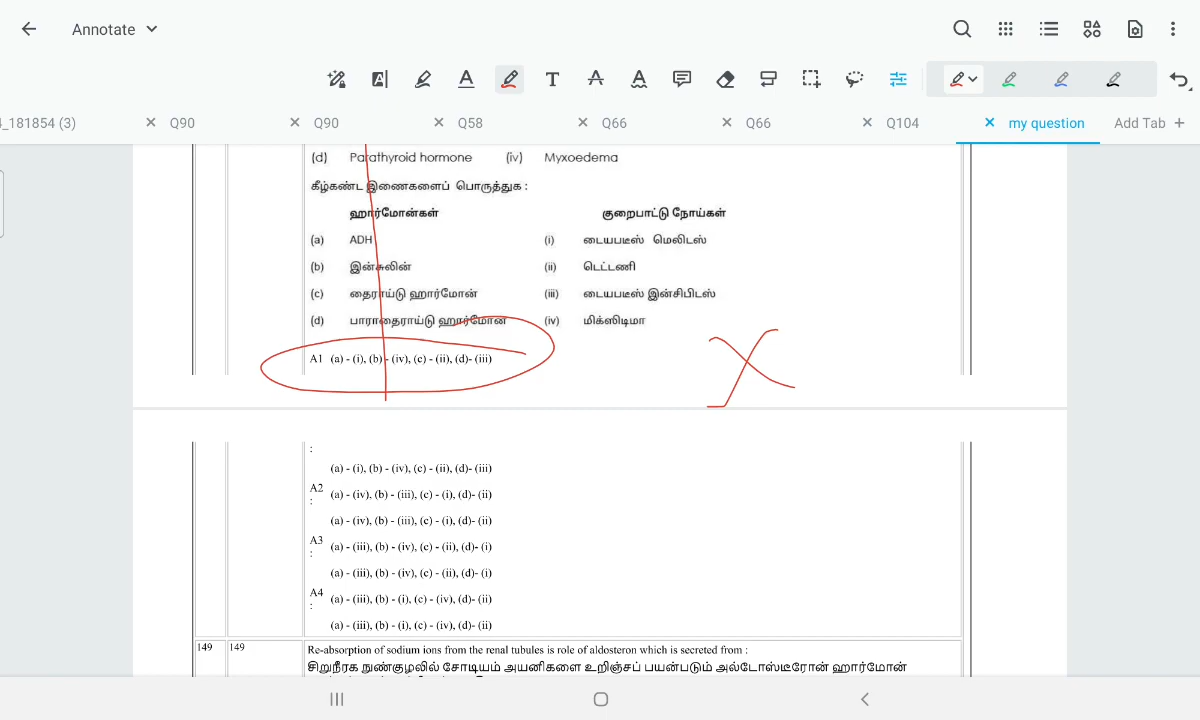 Annotate
4_181854 (3)
Q90
Q90
Q58
Q66
Q66
Q104
my question
Add Tab +
(d) Parathyroid hormone (iv) Myxoedema
கீழ்கண்ட இணைகளைப் பொருத்துக :
ஹார்மோன்கள் குறைபாட்டு நோய்கள்
(a) ADH (i) டையபடீஸ் மெலிடஸ்
(b) இன்சுலின் (ii) டெட்டணி
(c) தைராய்டு ஹார்மோன் (iii) டையபடீஸ் இன்சிபிடஸ்
(d) பாராதைராய்டு ஹார்மோன் (iv) மிக்ஸிடிமா
A1 (a) - (i), (b) - (iv), (c) - (ii), (d)- (iii)
:
(a) - (i), (b) - (iv), (c) - (ii), (d)- (iii)
A2
: (a) - (iv), (b) - (iii), (c) - (i), (d)- (ii)
(a) - (iv), (b) - (iii), (c) - (i), (d)- (ii)
A3
: (a) - (iii), (b) - (iv), (c) - (ii), (d)- (i)
(a) - (iii), (b) - (iv), (c) - (ii), (d)- (i)
A4
: (a) - (iii), (b) - (i), (c) - (iv), (d)- (ii)
(a) - (iii), (b) - (i), (c) - (iv), (d)- (ii)
149 149 Re-absorption of sodium ions from the renal tubules is role of aldosteron which is secreted from :
சிறுநீரக நுண்குழலில் சோடியம் அயனிகளை உறிஞ்சப் பயன்படும் அல்டோஸ்டீரோன் ஹார்மோன்